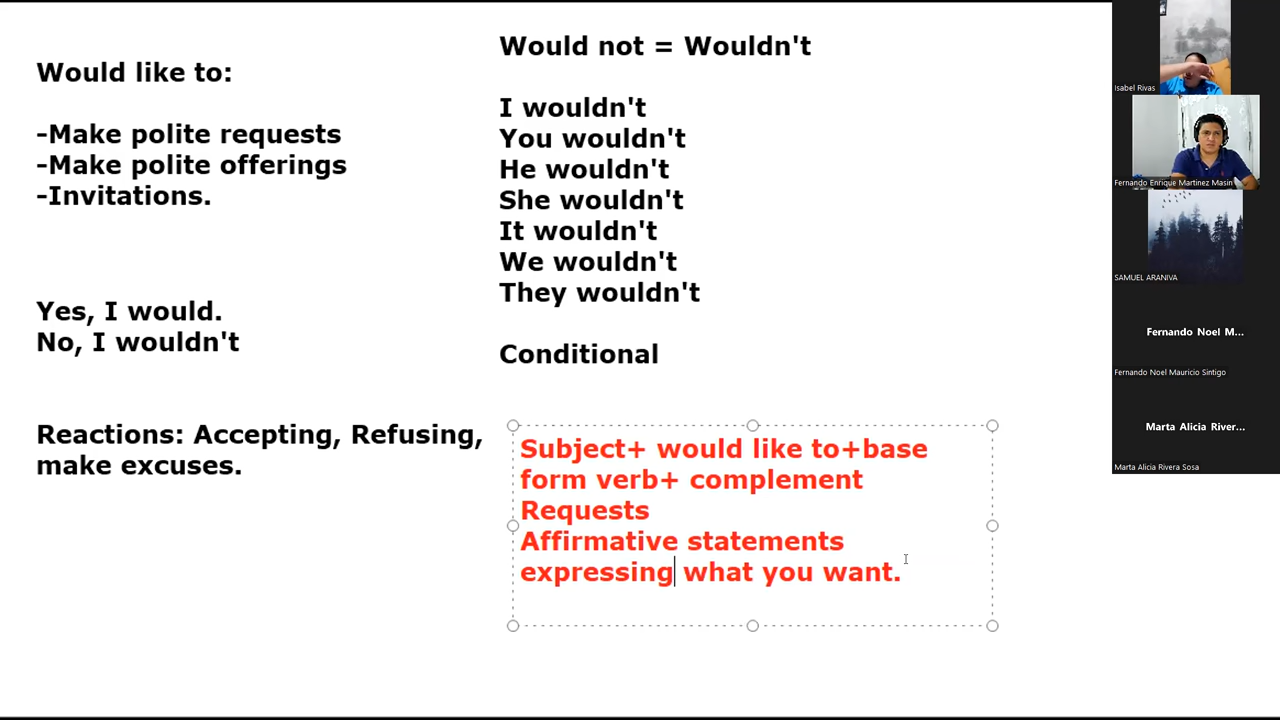 Would like to:
-Make polite requests
-Make polite offerings
-Invitations.
Yes, I would.
No, I wouldn't
Reactions: Accepting, Refusing,
make excuses.
Would not = Wouldn't
I wouldn't
You wouldn't
He wouldn't
She wouldn't
It wouldn't
We wouldn't
They wouldn't
Conditional
Subject+ would like to+base
form verb+ complement
Requests
Affirmative statements
expressing what you want.
Isabel Rivas
Fernando Enrique Martinez Masin
SAMUEL ARANIVA
Fernando Noel M...
Fernando Noel Mauricio Sintigo
Marta Alicia River...
Marta Alicia Rivera Sosa